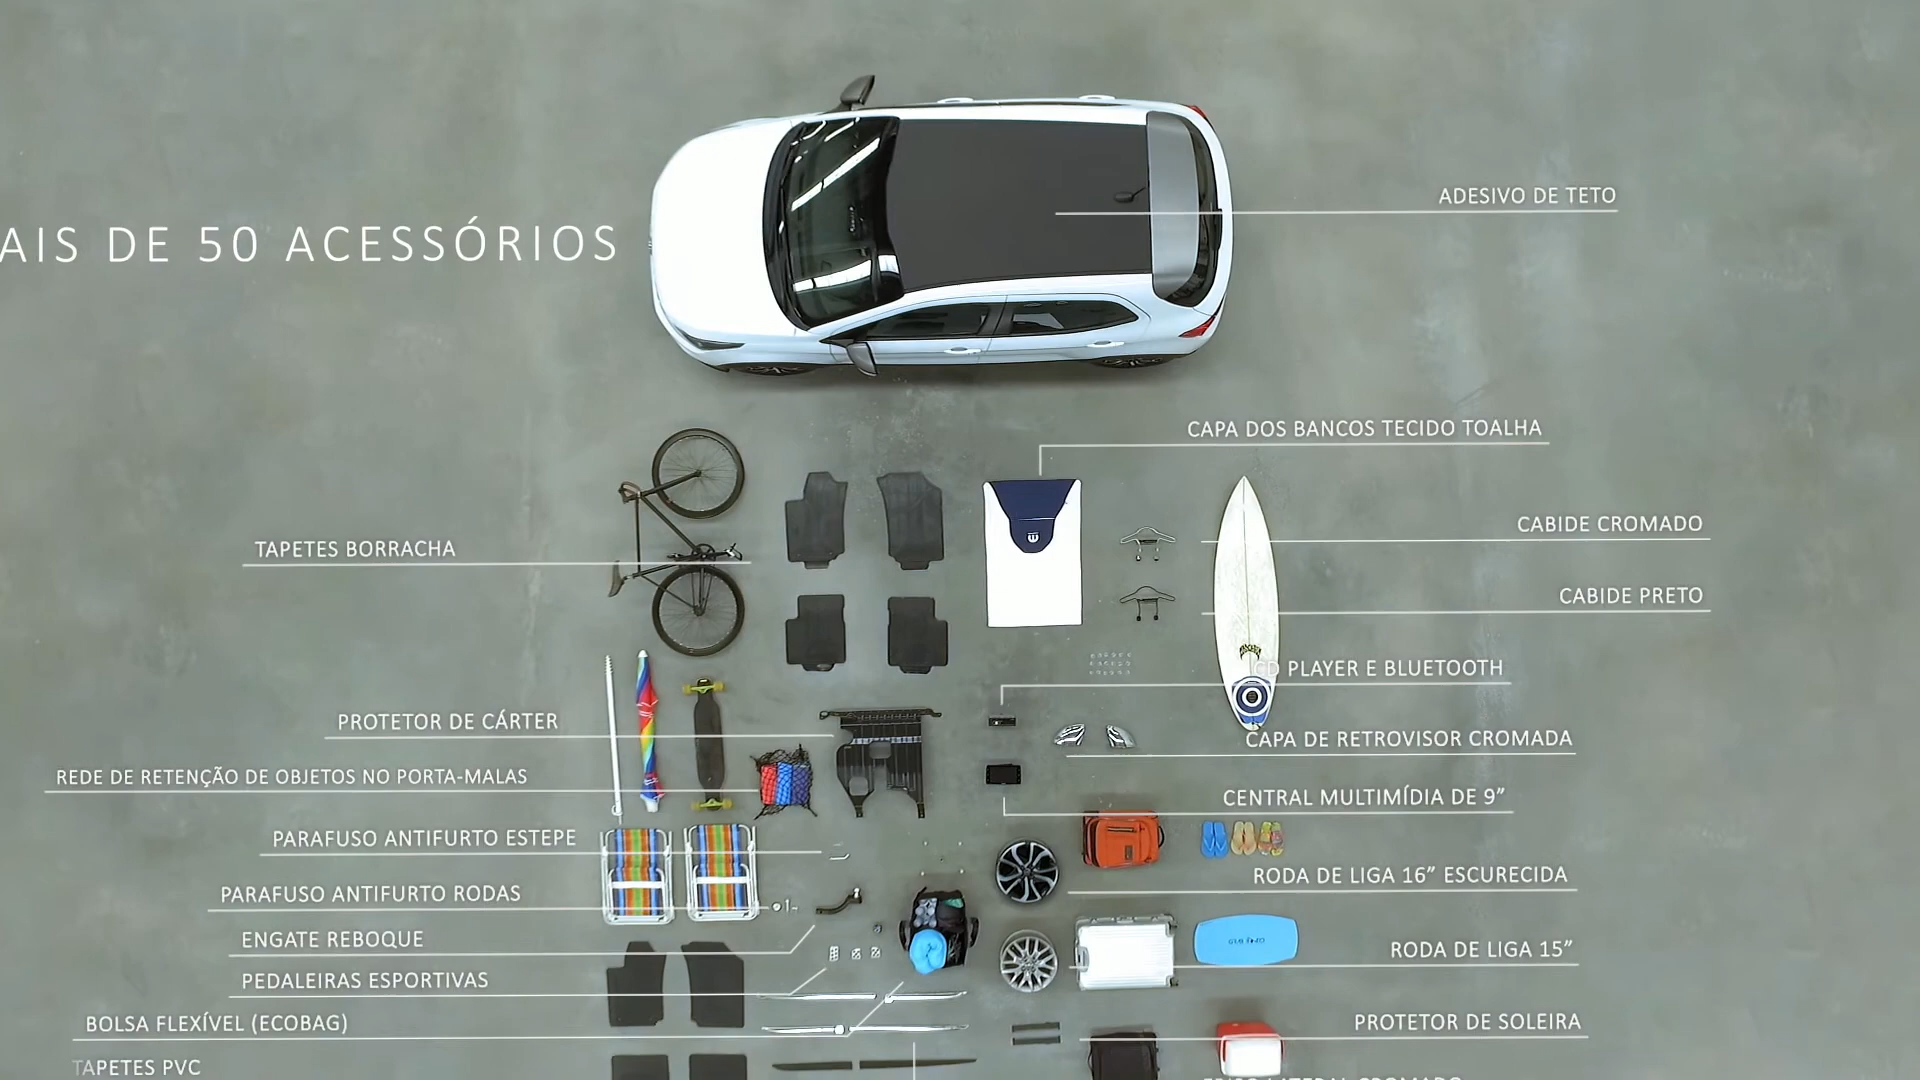 ADESIVO DE TETO
AIS DE 50 ACESSÓRIOS
CAPA DOS BANCOS TECIDO TOALHA
CABIDE CROMADO
TAPETES BORRACHA
CABIDE PRETO
CD PLAYER E BLUETOOTH
PROTETOR DE CÁRTER
CAPA DE RETROVISOR CROMADA
REDE DE RETENÇÃO DE OBJETOS NO PORTA-MALAS
CENTRAL MULTIMÍDIA DE 9”
PARAFUSO ANTIFURTO ESTEPE
RODA DE LIGA 16” ESCURECIDA
PARAFUSO ANTIFURTO RODAS
ENGATE REBOQUE
RODA DE LIGA 15”
PEDALEIRAS ESPORTIVAS
BOLSA FLEXÍVEL (ECOBAG)
PROTETOR DE SOLEIRA
TAPETES PVC